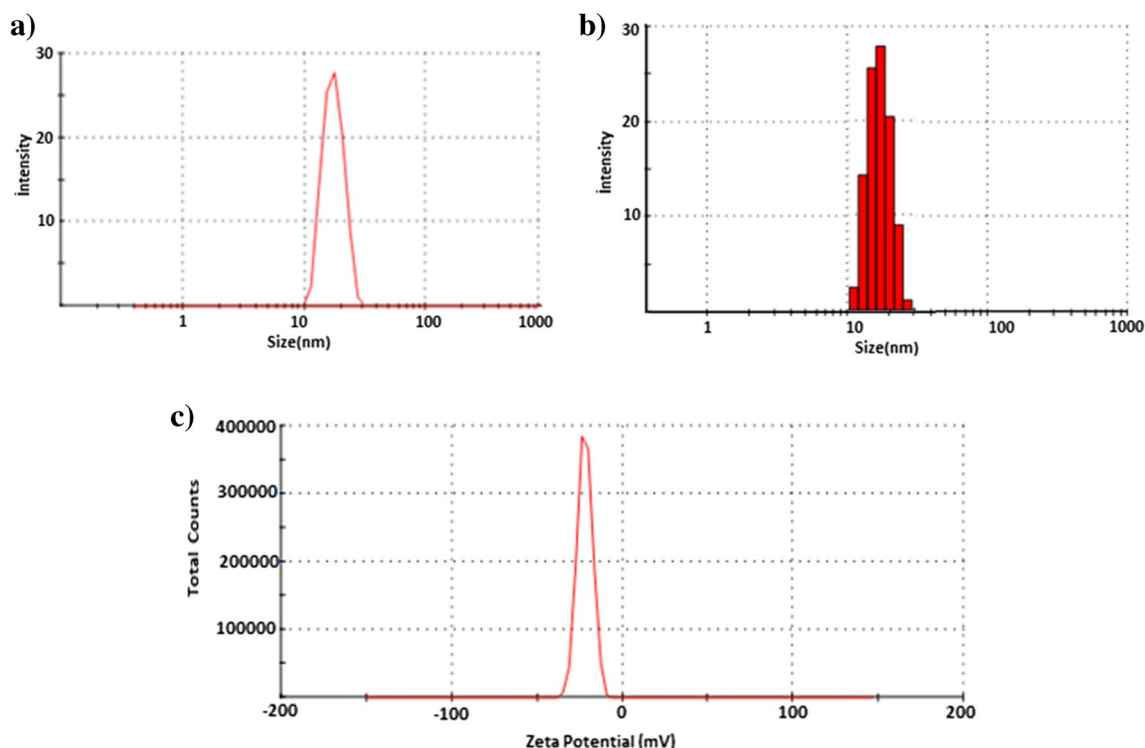 a)
30
20
10
intensity
1 10 100 1000
Size(nm)
b)
30
20
10
intensity
1 10 100 1000
Size(nm)
c)
400000
300000
200000
100000
Total Counts
-200 -100 0 100 200
Zeta Potential (mV)